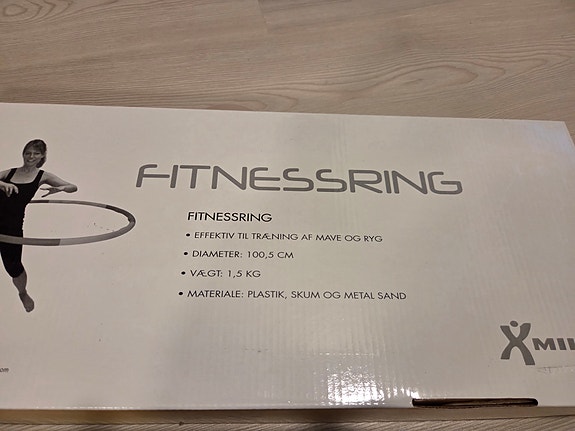 FITNESSRING
FITNESSRING
• EFFEKTIV TIL TRÆNING AF MAVE OG RYG
• DIAMETER: 100,5 CM
• VÆGT: 1,5 KG
• MATERIALE: PLASTIK, SKUM OG METAL SAND